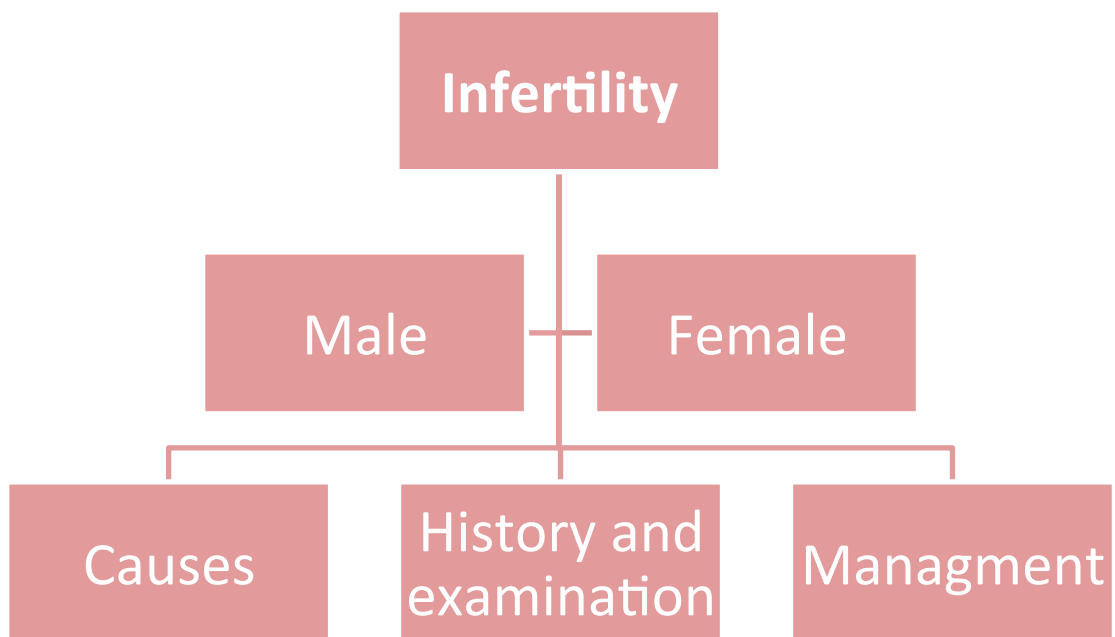 Infertility
Male
Female
Causes
History and
examination
Managment